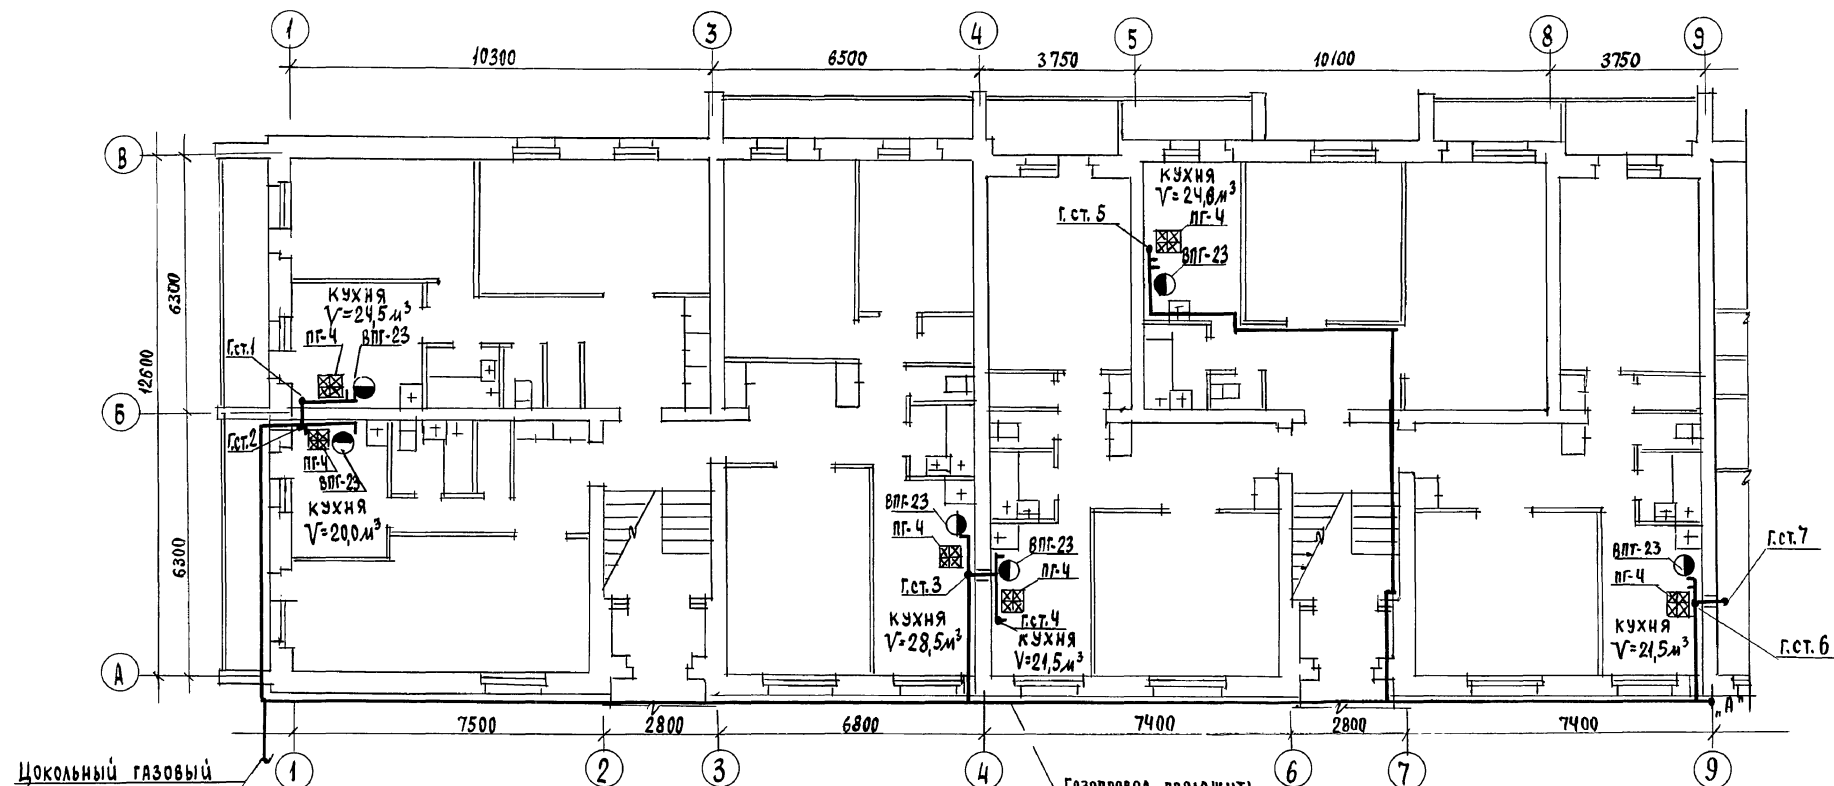 1 3 4 5 8 9
10300 6500 3750 10100 3750
В
Б
А
6300
12600
6300
КУХНЯ
V=24,5м³
ПГ-4 ВПГ-23
Г.ст.1
Г.ст.2
ПГ-4
ВПГ-23
КУХНЯ
V=20,0м³
КУХНЯ
V=24,8м³
Г.ст.5
ПГ-4
ВПГ-23
ВПГ-23
ПГ-4
Г.ст.3
КУХНЯ
V=28,5м³
ВПГ-23
ПГ-4
Г.ст.4
КУХНЯ
V=21,5м³
ВПГ-23
ПГ-4
КУХНЯ
V=21,5м³
Г.ст.7
Г.ст.6
"А"
7500 2800 6800 7400 2800 7400
1 2 3 4 6 7 9
Цокольный газовый